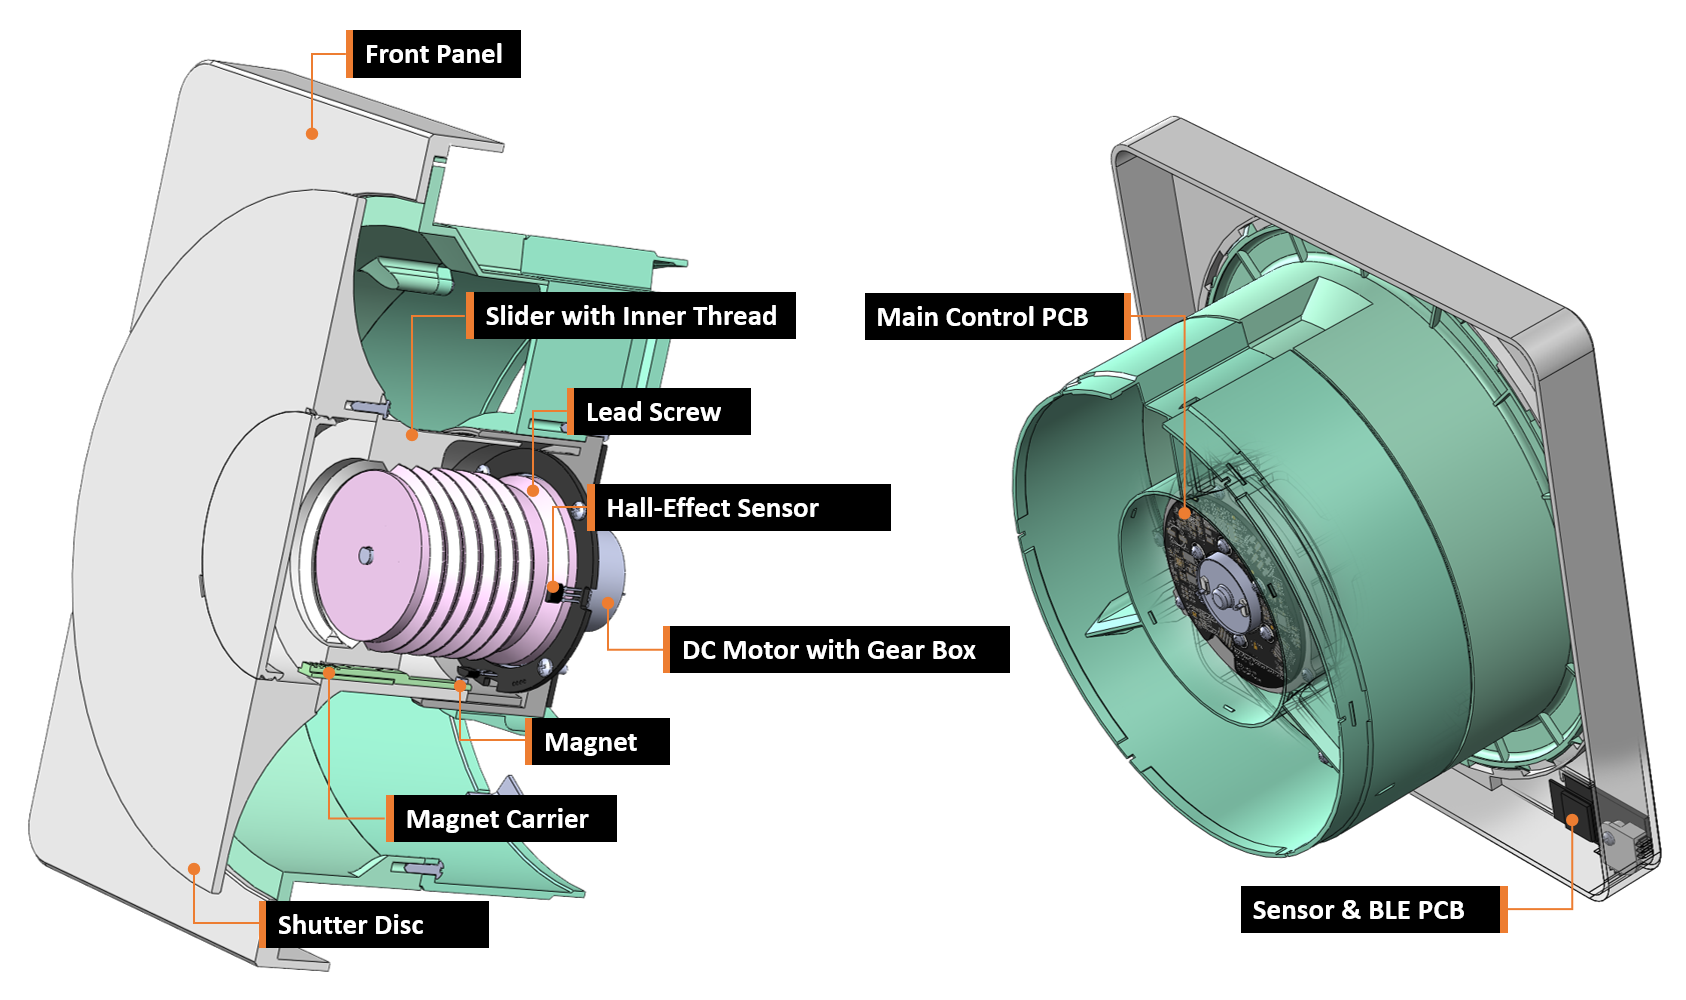 Front Panel
Slider with Inner Thread
Main Control PCB
Lead Screw
Hall-Effect Sensor
DC Motor with Gear Box
Magnet
Magnet Carrier
Sensor & BLE PCB
Shutter Disc